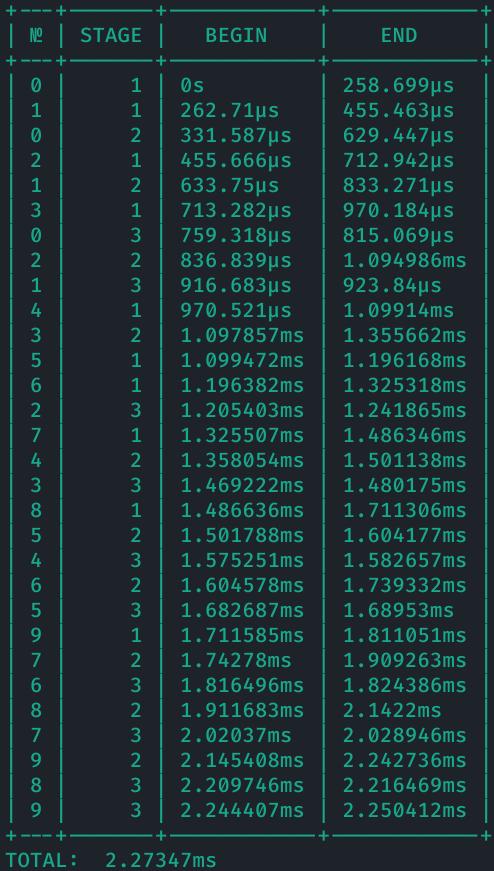 № STAGE BEGIN END
0 1 0s 258.699µs
1 1 262.71µs 455.463µs
0 2 331.587µs 629.447µs
2 1 455.666µs 712.942µs
1 2 633.75µs 833.271µs
3 1 713.282µs 970.184µs
0 3 759.318µs 815.069µs
2 2 836.839µs 1.094986ms
1 3 916.683µs 923.84µs
4 1 970.521µs 1.09914ms
3 2 1.097857ms 1.355662ms
5 1 1.099472ms 1.196168ms
6 1 1.196382ms 1.325318ms
2 3 1.205403ms 1.241865ms
7 1 1.325507ms 1.486346ms
4 2 1.358054ms 1.501138ms
3 3 1.469222ms 1.480175ms
8 1 1.486636ms 1.711306ms
5 2 1.501788ms 1.604177ms
4 3 1.575251ms 1.582657ms
6 2 1.604578ms 1.739332ms
5 3 1.682687ms 1.68953ms
9 1 1.711585ms 1.811051ms
7 2 1.74278ms 1.909263ms
6 3 1.816496ms 1.824386ms
8 2 1.911683ms 2.1422ms
7 3 2.02037ms 2.028946ms
9 2 2.145408ms 2.242736ms
8 3 2.209746ms 2.216469ms
9 3 2.244407ms 2.250412ms
TOTAL: 2.27347ms